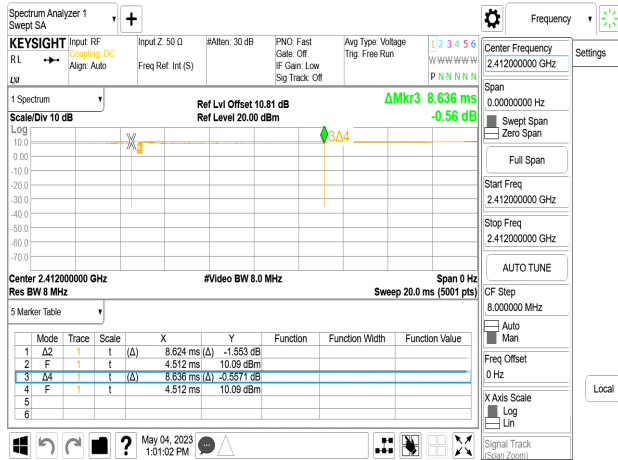 Spectrum Analyzer 1
Swept SA
Frequency
KEYSIGHT
RL
LXI
Input: RF
Coupling: DC
Align: Auto
Input Z: 50 Ω
Freq Ref: Int (S)
#Atten: 30 dB
PNO: Fast
Gate: Off
IF Gain: Low
Sig Track: Off
Avg Type: Voltage
Trig: Free Run
1 2 3 4 5 6
W W W W W W
P N N N N N
1 Spectrum
Scale/Div 10 dB
Ref Lvl Offset 10.81 dB
Ref Level 20.00 dBm
ΔMkr3 8.636 ms
-0.56 dB
Log
10.0
0.00
-10.0
-20.0
-30.0
-40.0
-50.0
-60.0
-70.0
X
2
3Δ4
Center 2.412000000 GHz
Res BW 8 MHz
#Video BW 8.0 MHz
Span 0 Hz
Sweep 20.0 ms (5001 pts)
5 Marker Table
Mode Trace Scale X Y Function Function Width Function Value
1 Δ2 1 t (Δ) 8.624 ms (Δ) -1.553 dB
2 F 1 t 4.512 ms 10.09 dBm
3 Δ4 1 t (Δ) 8.636 ms (Δ) -0.5571 dB
4 F 1 t 4.512 ms 10.09 dBm
5
6
May 04, 2023
1:01:02 PM
Center Frequency
2.412000000 GHz
Span
0.00000000 Hz
Swept Span
Zero Span
Full Span
Start Freq
2.412000000 GHz
Stop Freq
2.412000000 GHz
AUTO TUNE
CF Step
8.000000 MHz
Auto
Man
Freq Offset
0 Hz
X Axis Scale
Log
Lin
Signal Track
(Span Zoom)
Settings
Local